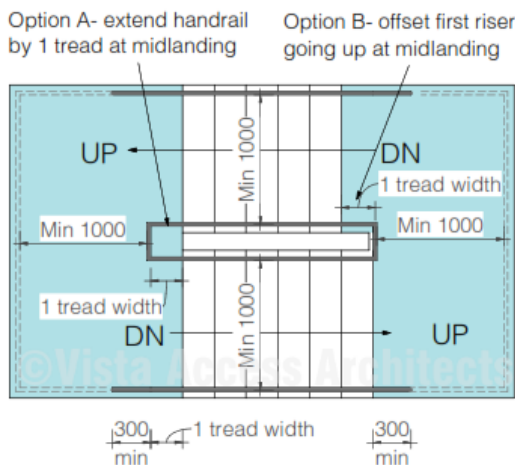 Option A- extend handrail
by 1 tread at midlanding
Option B- offset first riser
going up at midlanding
UP
Min 1000
DN
1 tread width
Min 1000
Min 1000
1 tread width
DN
Min 1000
UP
©Vista Access Architects
300
min
1 tread width
300
min